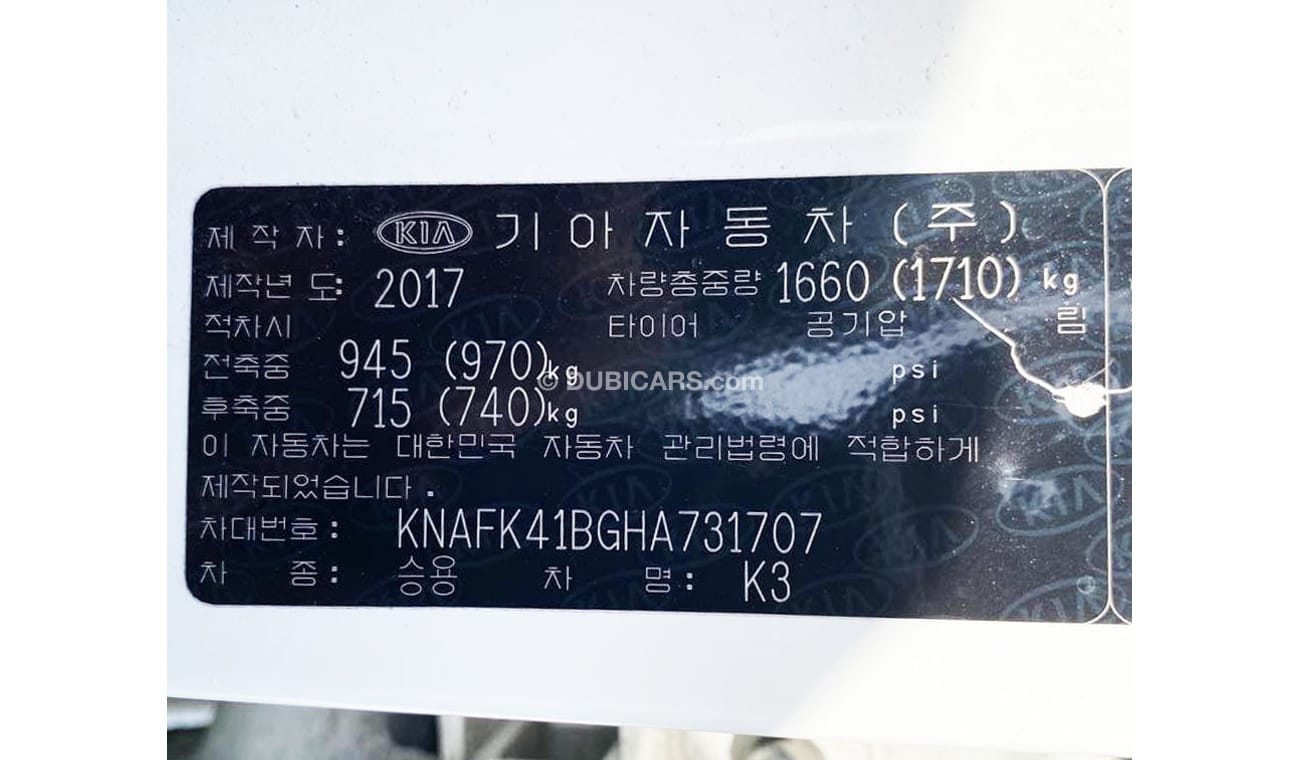 제 작 자 : KIA 기 아 자 동 차 ( 주 )
제작년 도: 2017 차량총중량 1660 (1710) kg
적차시 타이어 공기압 림
전축중 945 (970)kg psi
후축중 715 (740)kg psi
© DUBICARS.com
이 자동차는 대한민국 자동차 관리법령에 적합하게
제작되었습니다 .
차대번호 : KNAFK41BGHA731707
차 종 : 승용 차 명 : K3